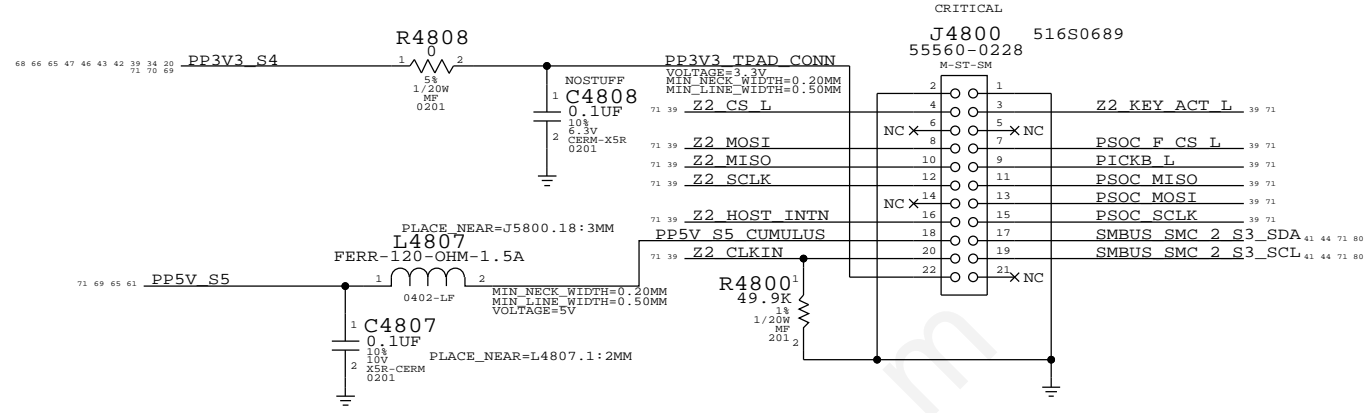 CRITICAL
J4800 516S0689
55560-0228
M-ST-SM
R4808
0
1 2
5%
1/20W
MF
0201
68 66 65 47 46 43 42 39 34 20
71 70 69
PP3V3_S4
PP3V3_TPAD_CONN
VOLTAGE=3.3V
MIN_NECK_WIDTH=0.20MM
MIN_LINE_WIDTH=0.50MM
NOSTUFF
1
C4808
0.1UF
10%
6.3V
2
CERM-X5R
0201
2 1
71 39 Z2_CS_L 4 3 Z2_KEY_ACT_L 39 71
NC 6 5 NC
71 39 Z2_MOSI 8 7 PSOC_F_CS_L 39 71
71 39 Z2_MISO 10 9 PICKB_L 39 71
71 39 Z2_SCLK 12 11 PSOC_MISO 39 71
NC 14 13 PSOC_MOSI 39 71
71 39 Z2_HOST_INTN 16 15 PSOC_SCLK 39 71
PP5V_S5_CUMULUS 18 17 SMBUS_SMC_2_S3_SDA 41 44 71 80
71 39 Z2_CLKIN 20 19 SMBUS_SMC_2_S3_SCL 41 44 71 80
22 21 NC
PLACE_NEAR=J5800.18:3MM
L4807
FERR-120-OHM-1.5A
71 69 65 61 PP5V_S5 1 2
0402-LF
MIN_NECK_WIDTH=0.20MM
MIN_LINE_WIDTH=0.50MM
VOLTAGE=5V
R4800
1
49.9K
1%
1/20W
MF
201
2
1
C4807
0.1UF
10%
10V
2
X5R-CERM
0201
PLACE_NEAR=L4807.1:2MM
m